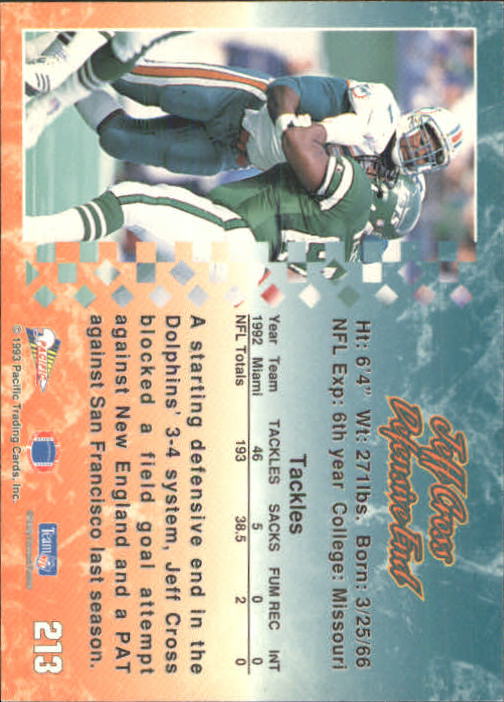 Jeff Cross
Defensive End
Ht: 6'4" Wt: 271lbs. Born: 3/25/66
NFL Exp: 6th year College: Missouri
Tackles
Year Team TACKLES SACKS FUM REC INT
1992 Miami 46 5 0 0
NFL Totals 193 38.5 2 0
A starting defensive end in the
Dolphins' 3-4 system, Jeff Cross
blocked a field goal attempt
against New England and a PAT
against San Francisco last season.
© 1993 Pacific Trading Cards, Inc.
Team NFL
213